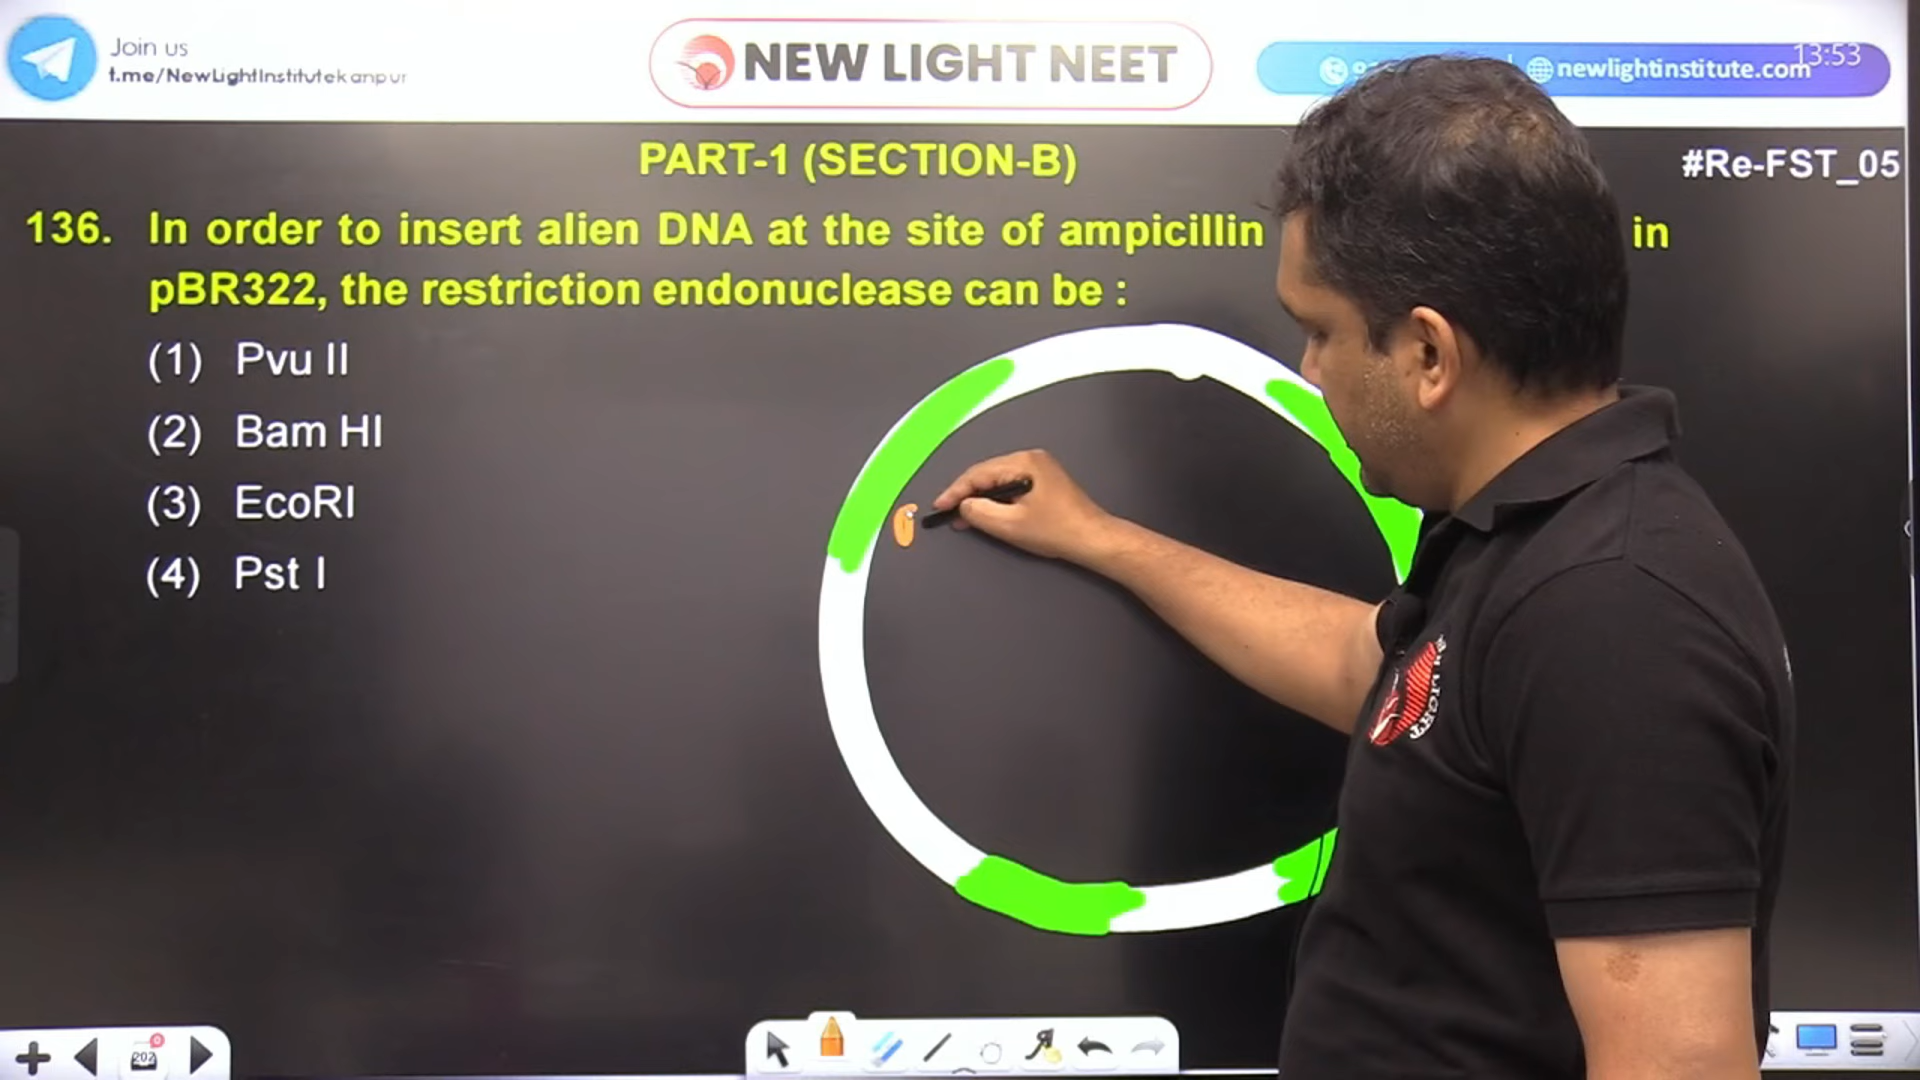 Join us
t.me/NewLightInstitutekanpur
NEW LIGHT NEET
newlightinstitute.com
13:53
PART-1 (SECTION-B)
#Re-FST_05
136. In order to insert alien DNA at the site of ampicillin in
pBR322, the restriction endonuclease can be :
(1) Pvu II
(2) Bam HI
(3) EcoRI
(4) Pst I
202